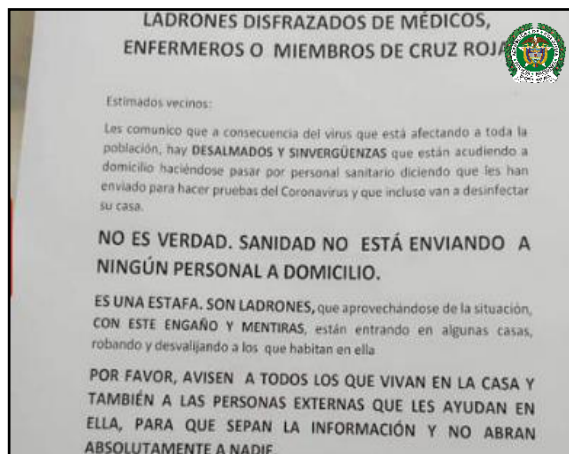 LADRONES DISFRAZADOS DE MÉDICOS,
ENFERMEROS O MIEMBROS DE CRUZ ROJA
Estimados vecinos:
Les comunico que a consecuencia del virus que está afectando a toda la
población, hay DESALMADOS Y SINVERGÜENZAS que están acudiendo a
domicilio haciéndose pasar por personal sanitario diciendo que les han
enviado para hacer pruebas del Coronavirus y que incluso van a desinfectar
su casa.
NO ES VERDAD. SANIDAD NO ESTÁ ENVIANDO A
NINGÚN PERSONAL A DOMICILIO.
ES UNA ESTAFA. SON LADRONES, que aprovechándose de la situación,
CON ESTE ENGAÑO Y MENTIRAS, están entrando en algunas casas,
robando y desvalijando a los que habitan en ella
POR FAVOR, AVISEN A TODOS LOS QUE VIVAN EN LA CASA Y
TAMBIÉN A LAS PERSONAS EXTERNAS QUE LES AYUDAN EN
ELLA, PARA QUE SEPAN LA INFORMACIÓN Y NO ABRAN
ABSOLUTAMENTE A NADIE